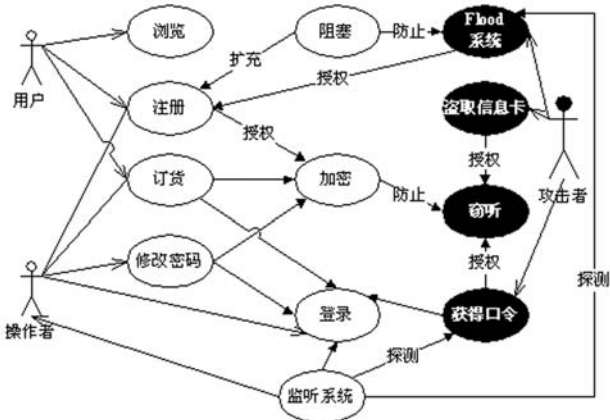 浏览
阻塞
防止
Flood
系统
用户
扩充
授权
注册
盗取信息卡
授权
授权
订货
加密
防止
窃听
攻击者
修改密码
授权
探测
操作者
登录
获得口令
探测
监听系统